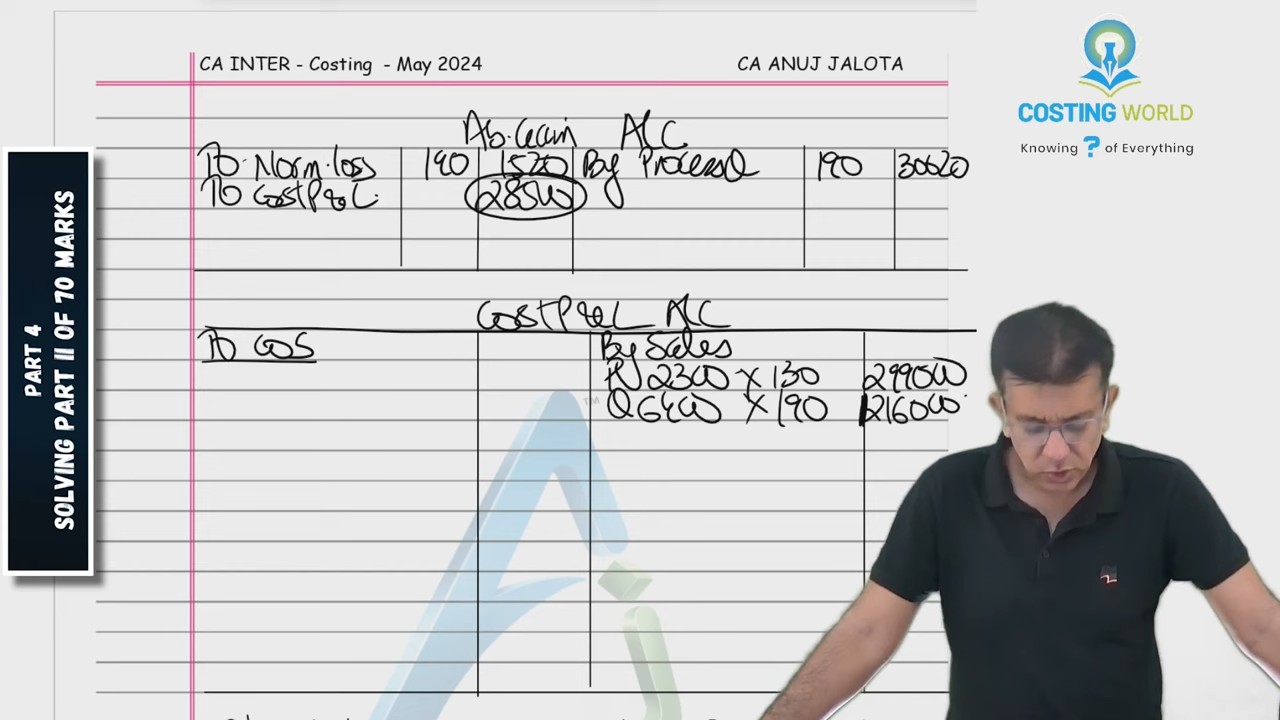 CA INTER - Costing - May 2024
CA ANUJ JALOTA
COSTING WORLD
Knowing ? of Everything
PART 4
SOLVING PART II OF 70 MARKS
Ab. Gain A/C
To Norm. loss 190 1520 By Process Q 190 30020
To Cost P&L 28500
Cost P&L A/C
To COS By Sales
P) 2300 × 130 299000
Q 6400 × 190 1216000